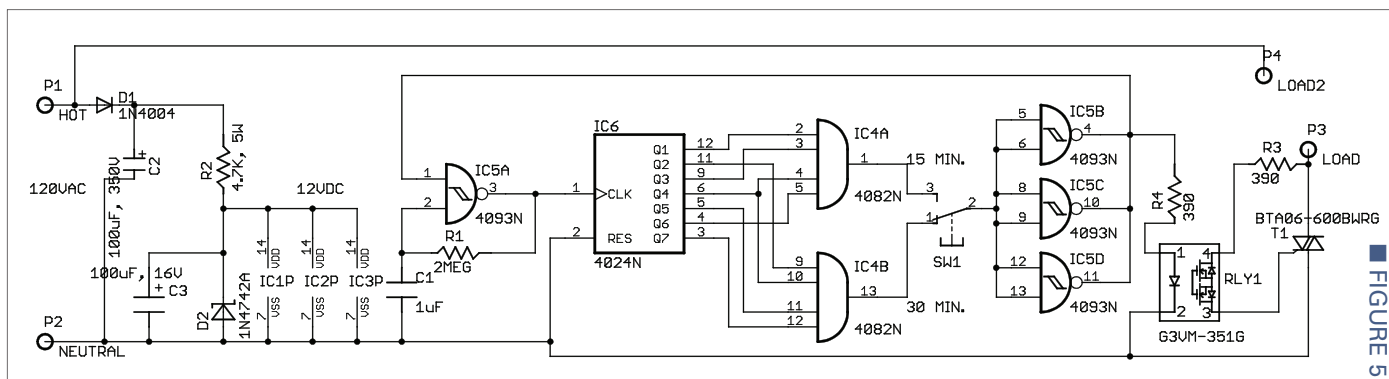 P1
HOT
D1
1N4004
100uF, 350V
C2
+
R2
4.7K, 5W
120VAC
12VDC
100uF, 16V
C3
+
D2
1N4742A
14
VDD
IC1P
7
VSS
14
VDD
IC2P
7
VSS
14
VDD
IC3P
7
VSS
P2
NEUTRAL
1
2
IC5A
3
4093N
R1
2MEG
C1
1uF
IC6
1
CLK
2
RES
Q1 12
Q2 11
Q3 9
Q4 6
Q5 5
Q6 4
Q7 3
4024N
2
3
4
5
IC4A
1
4082N
9
10
11
12
IC4B
13
4082N
15 MIN.
3
1
2
SW1
30 MIN.
5
6
IC5B
4
4093N
8
9
IC5C
10
4093N
12
13
IC5D
11
4093N
P4
LOAD2
R3
390
P3
LOAD
R4
390
BTA06-600BWRG
T1
1
2
4
3
RLY1
G3VM-351G
FIGURE 5